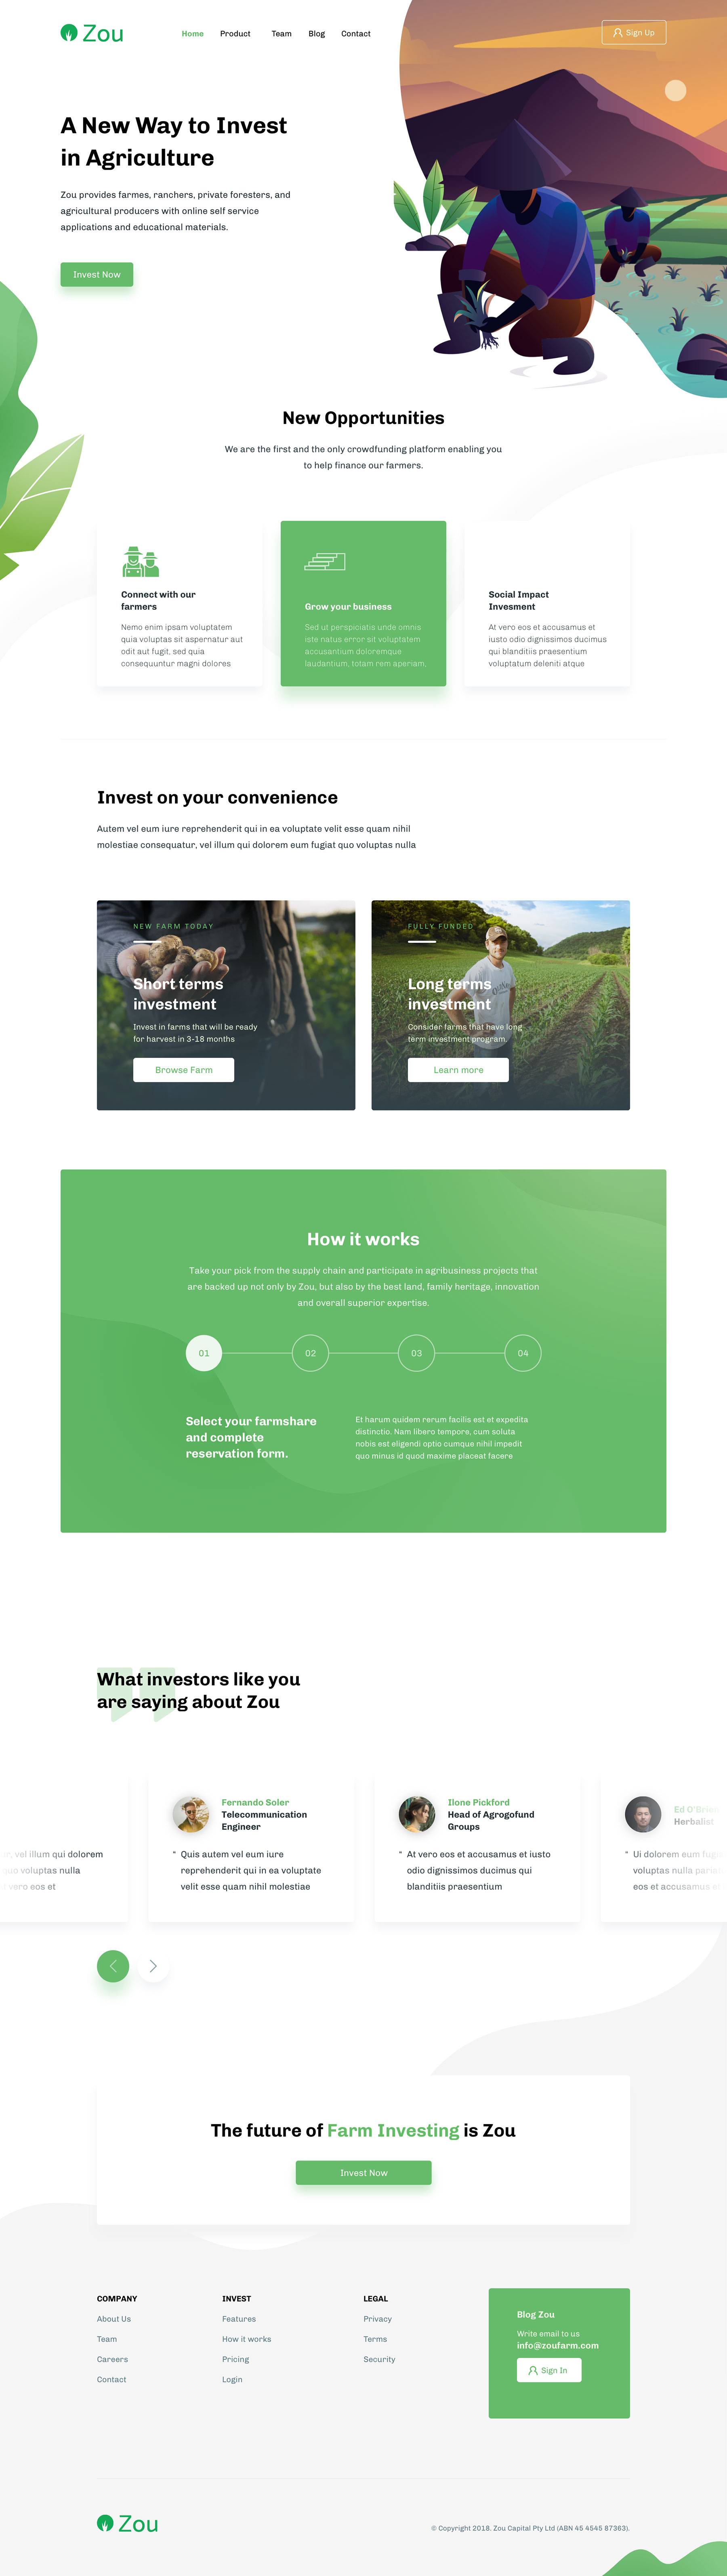 Zou
Home Product Team Blog Contact
Sign Up
A New Way to Invest
in Agriculture
Zou provides farmes, ranchers, private foresters, and
agricultural producers with online self service
applications and educational materials.
Invest Now
New Opportunities
We are the first and the only crowdfunding platform enabling you
to help finance our farmers.
Connect with our
farmers
Nemo enim ipsam voluptatem
quia voluptas sit aspernatur aut
odit aut fugit, sed quia
consequuntur magni dolores
Grow your business
Sed ut perspiciatis unde omnis
iste natus error sit voluptatem
accusantium doloremque
laudantium, totam rem aperiam,
Social Impact
Invesment
At vero eos et accusamus et
iusto odio dignissimos ducimus
qui blanditiis praesentium
voluptatum deleniti atque
Invest on your convenience
Autem vel eum iure reprehenderit qui in ea voluptate velit esse quam nihil
molestiae consequatur, vel illum qui dolorem eum fugiat quo voluptas nulla
NEW FARM TODAY
Short terms
investment
Invest in farms that will be ready
for harvest in 3-18 months
Browse Farm
FULLY FUNDED
Long terms
investment
Consider farms that have long
term investment program.
Learn more
How it works
Take your pick from the supply chain and participate in agribusiness projects that
are backed up not only by Zou, but also by the best land, family heritage, innovation
and overall superior expertise.
01 02 03 04
Select your farmshare
and complete
reservation form.
Et harum quidem rerum facilis est et expedita
distinctio. Nam libero tempore, cum soluta
nobis est eligendi optio cumque nihil impedit
quo minus id quod maxime placeat facere
What investors like you
are saying about Zou
vel illum qui dolorem
quo voluptas nulla
vero eos et
Fernando Soler
Telecommunication
Engineer
" Quis autem vel eum iure
reprehenderit qui in ea voluptate
velit esse quam nihil molestiae
Ilone Pickford
Head of Agrogofund
Groups
" At vero eos et accusamus et iusto
odio dignissimos ducimus qui
blanditiis praesentium
Ed O'Brien
Herbalist
" Ui dolorem eum
voluptas nulla
eos et accusamus
The future of Farm Investing is Zou
Invest Now
COMPANY
About Us
Team
Careers
Contact
INVEST
Features
How it works
Pricing
Login
LEGAL
Privacy
Terms
Security
Blog Zou
Write email to us
info@zoufarm.com
Sign In
Zou
© Copyright 2018. Zou Capital Pty Ltd (ABN 45 4545 87363).